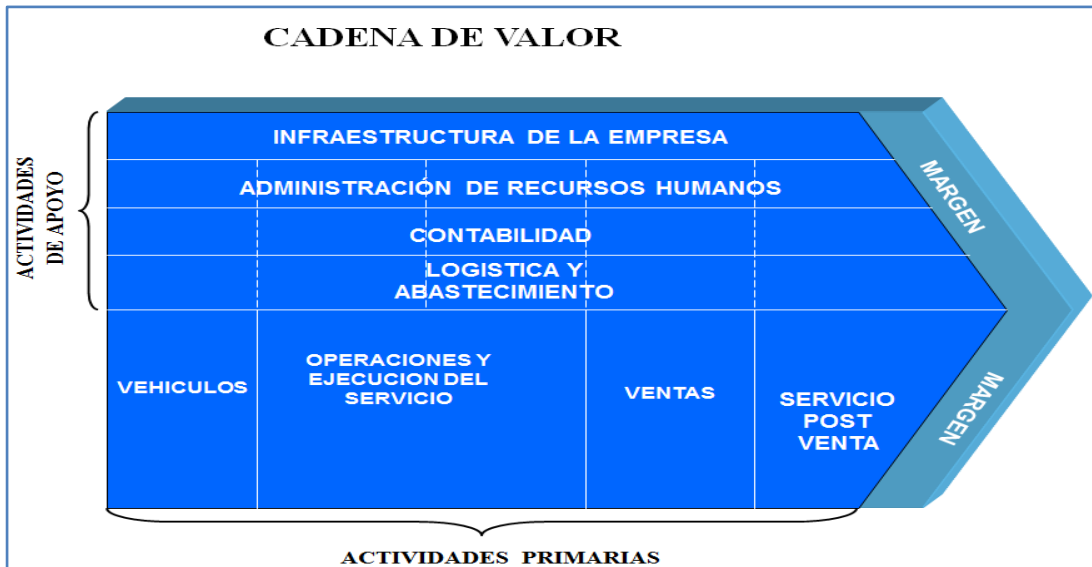 CADENA DE VALOR
ACTIVIDADES
DE APOYO
INFRAESTRUCTURA DE LA EMPRESA
ADMINISTRACIÓN DE RECURSOS HUMANOS
CONTABILIDAD
LOGISTICA Y
ABASTECIMIENTO
MARGEN
VEHICULOS
OPERACIONES Y
EJECUCION DEL
SERVICIO
VENTAS
SERVICIO
POST
VENTA
MARGEN
ACTIVIDADES PRIMARIAS